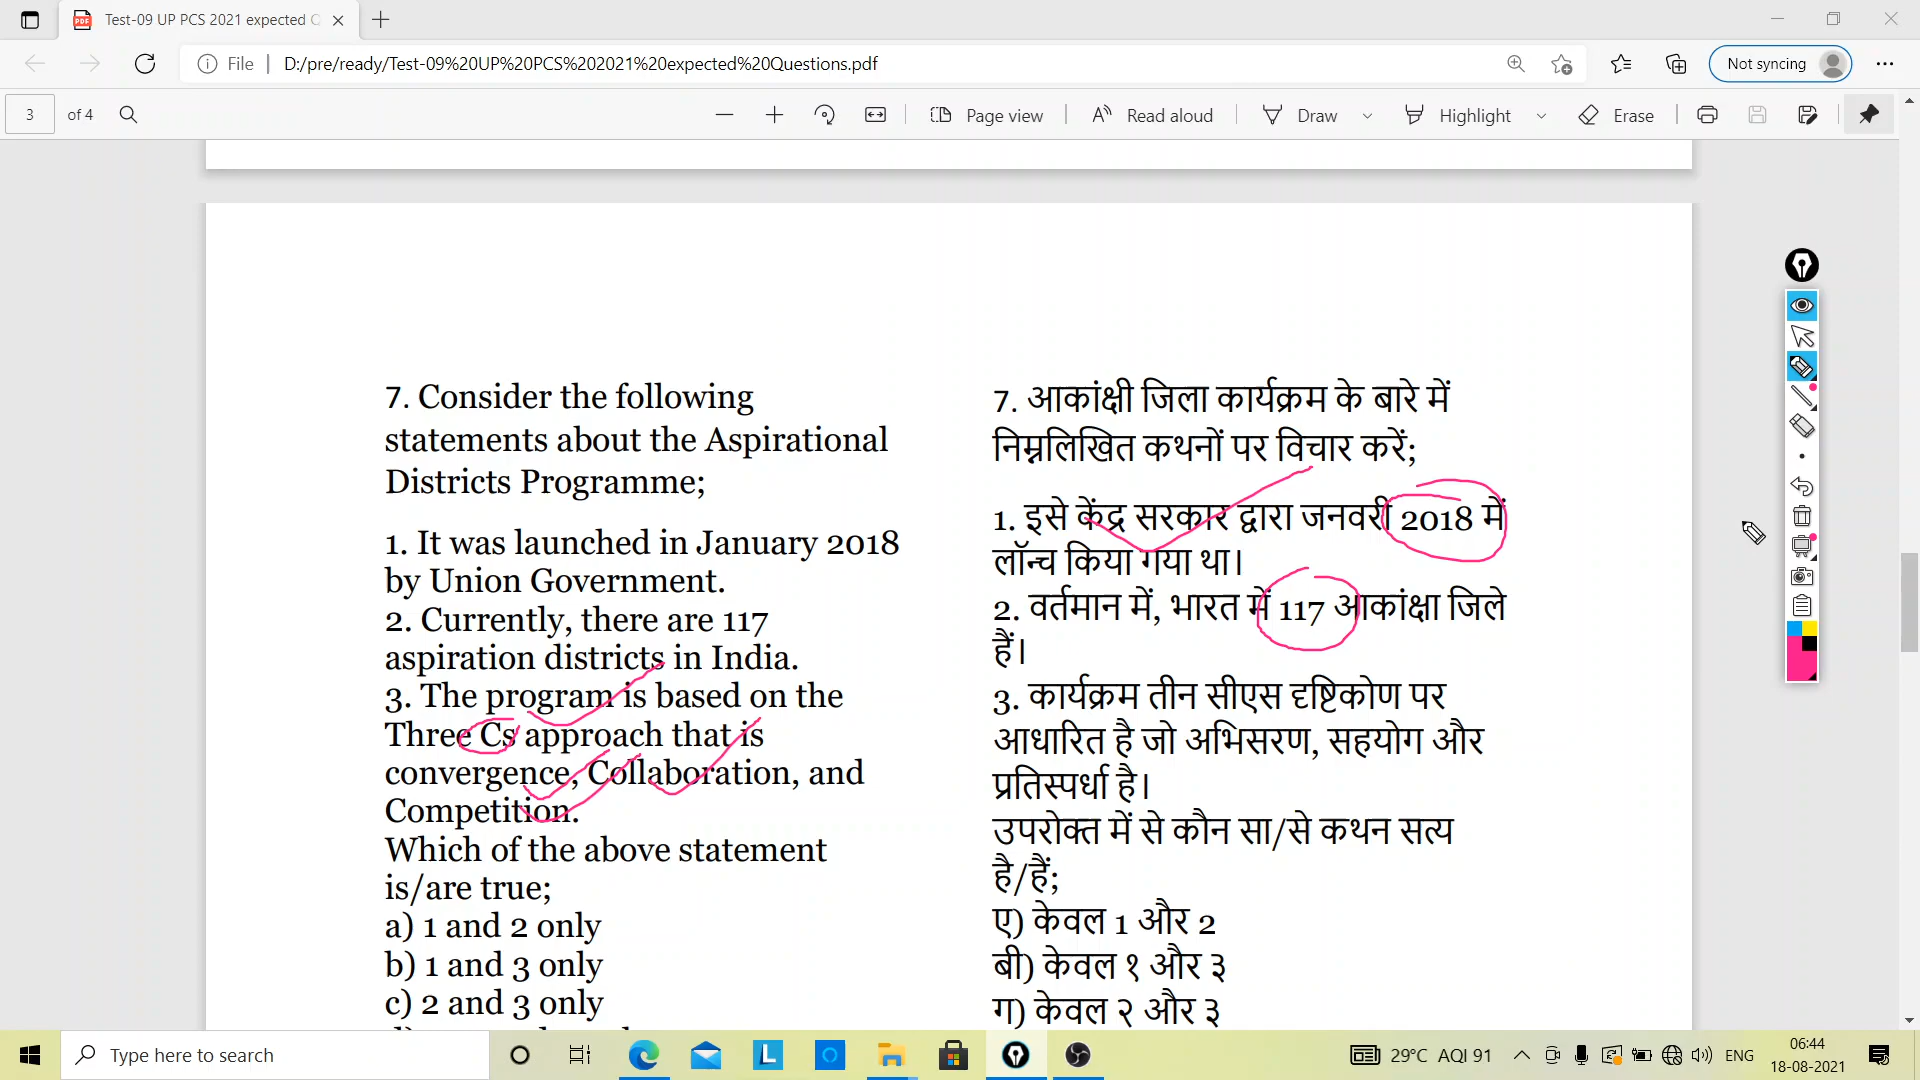 Test-09 UP PCS 2021 expected
File
D:/pre/ready/Test-09%20UP%20PCS%202021%20expected%20Questions.pdf
Not syncing
3 of 4
Page view
Read aloud
Draw
Highlight
Erase
7. Consider the following
statements about the Aspirational
Districts Programme;
1. It was launched in January 2018
by Union Government.
2. Currently, there are 117
aspiration districts in India.
3. The program is based on the
Three Cs approach that is
convergence, Collaboration, and
Competition.
Which of the above statement
is/are true;
a) 1 and 2 only
b) 1 and 3 only
c) 2 and 3 only
7. आकांक्षी जिला कार्यक्रम के बारे में
निम्नलिखित कथनों पर विचार करें;
1. इसे केंद्र सरकार द्वारा जनवरी 2018 में
लॉन्च किया गया था।
2. वर्तमान में, भारत में 117 आकांक्षा जिले
हैं।
3. कार्यक्रम तीन सीएस दृष्टिकोण पर
आधारित है जो अभिसरण, सहयोग और
प्रतिस्पर्धा है।
उपरोक्त में से कौन सा/से कथन सत्य
है/हैं;
ए) केवल 1 और 2
बी) केवल १ और ३
ग) केवल २ और ३
Type here to search
29°C AQI 91
ENG
06:44
18-08-2021